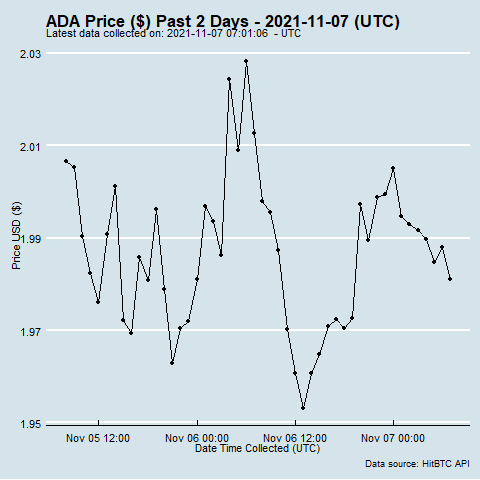 ADA Price ($) Past 2 Days - 2021-11-07 (UTC)
Latest data collected on: 2021-11-07 07:01:06  - UTC
2.03
2.01
1.99
1.97
1.95
Price USD ($)
Nov 05 12:00 Nov 06 00:00 Nov 06 12:00 Nov 07 00:00
Date Time Collected (UTC)
Data source: HitBTC API